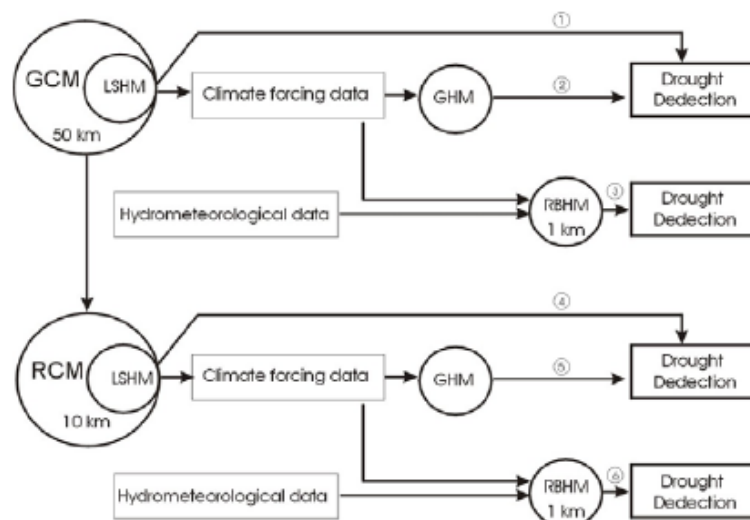 ①
GCM
LSHM
50 km
Climate forcing data
GHM
②
Drought
Dedection
Hydrometeorological data
RBHM
1 km
③
Drought
Dedection
④
RCM
LSHM
10 km
Climate forcing data
GHM
⑤
Drought
Dedection
Hydrometeorological data
RBHM
1 km
⑥
Drought
Dedection